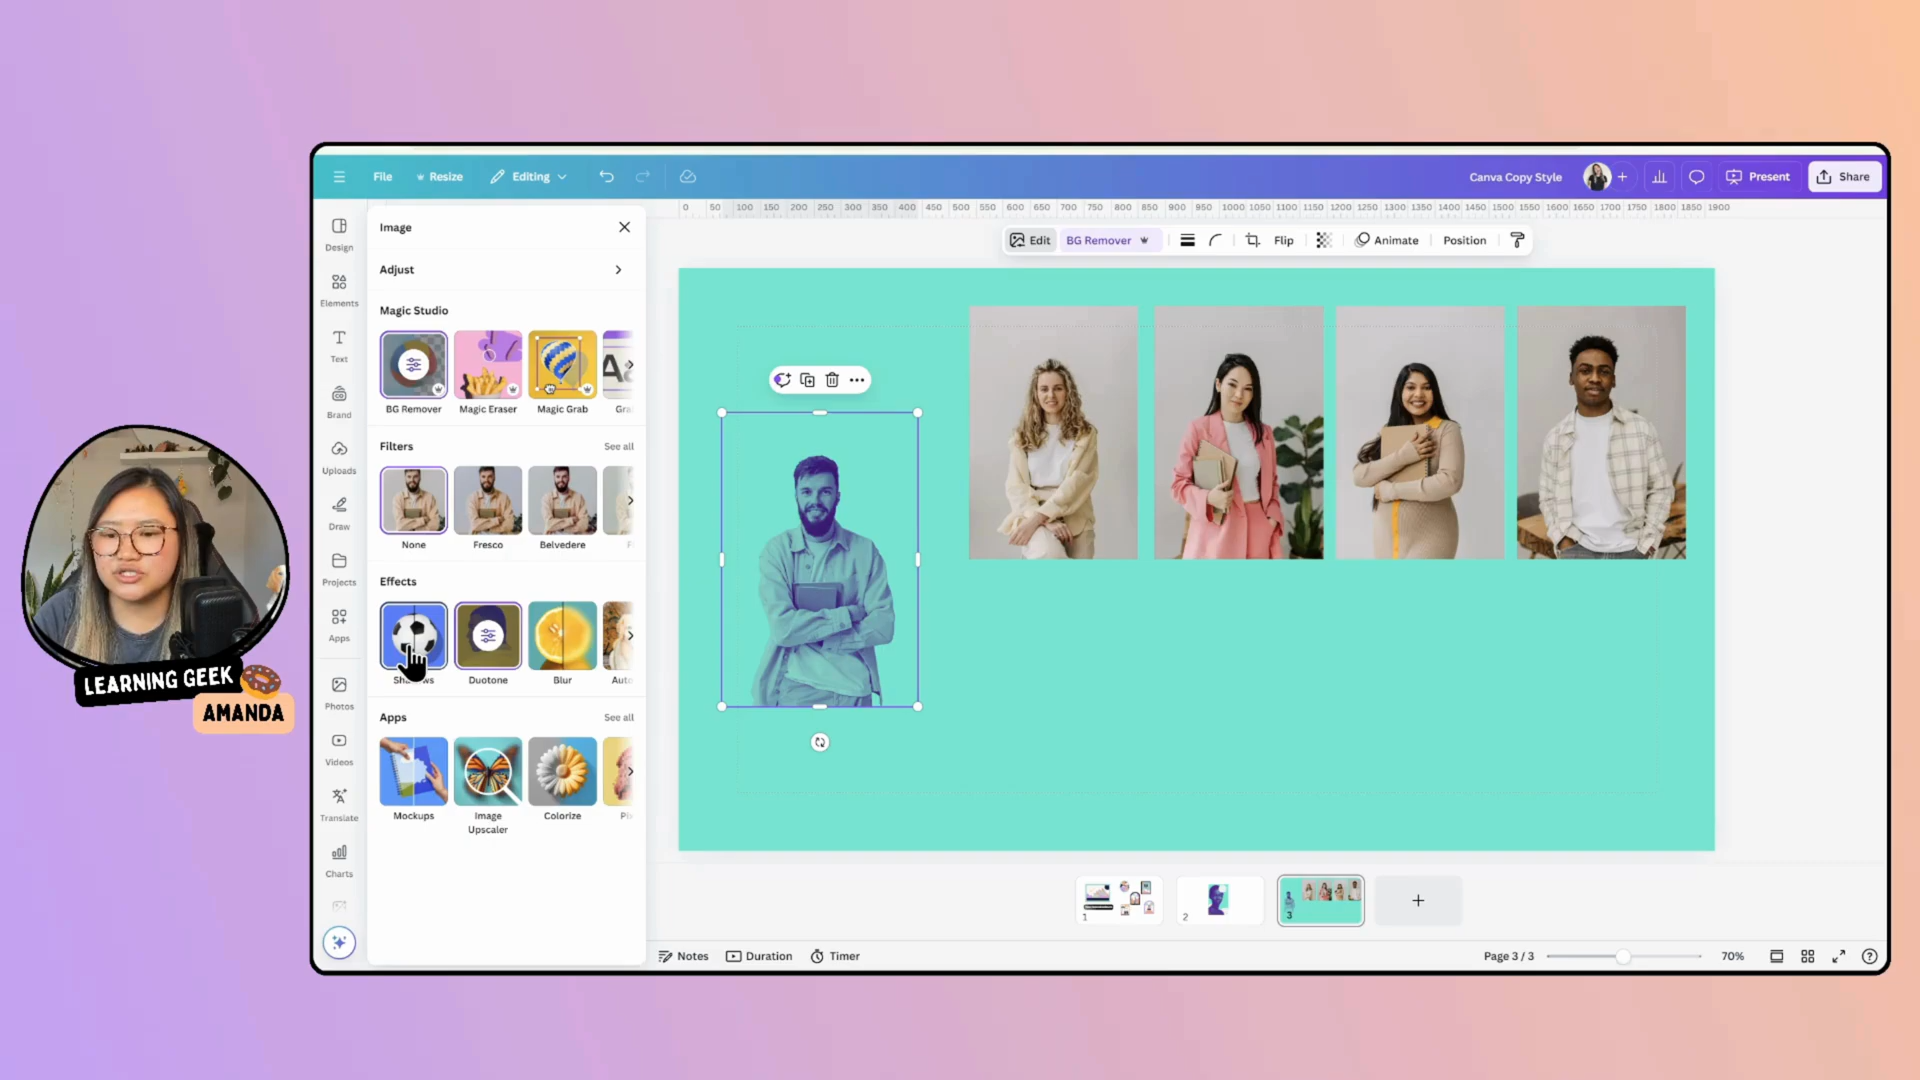 File
Resize
Editing
Canva Copy Style
Present
Share
0 50 100 150 200 250 300 350 400 450 500 550 600 650 700 750 800 850 900 950 1000 1050 1100 1150 1200 1250 1300 1350 1400 1450 1500 1550 1600 1650 1700 1750 1800 1850 1900
Design
Elements
Text
Brand
Uploads
Draw
Projects
Apps
Photos
Videos
Translate
Charts
Image
Adjust
Magic Studio
BG Remover
Magic Eraser
Magic Grab
Gra
Filters
See all
None
Fresco
Belvedere
Effects
Duotone
Blur
Auto
Apps
See all
Mockups
Image
Upscaler
Colorize
Edit
BG Remover
Flip
Animate
Position
1
2
3
Notes
Duration
Timer
Page 3 / 3
70%
LEARNING GEEK
AMANDA